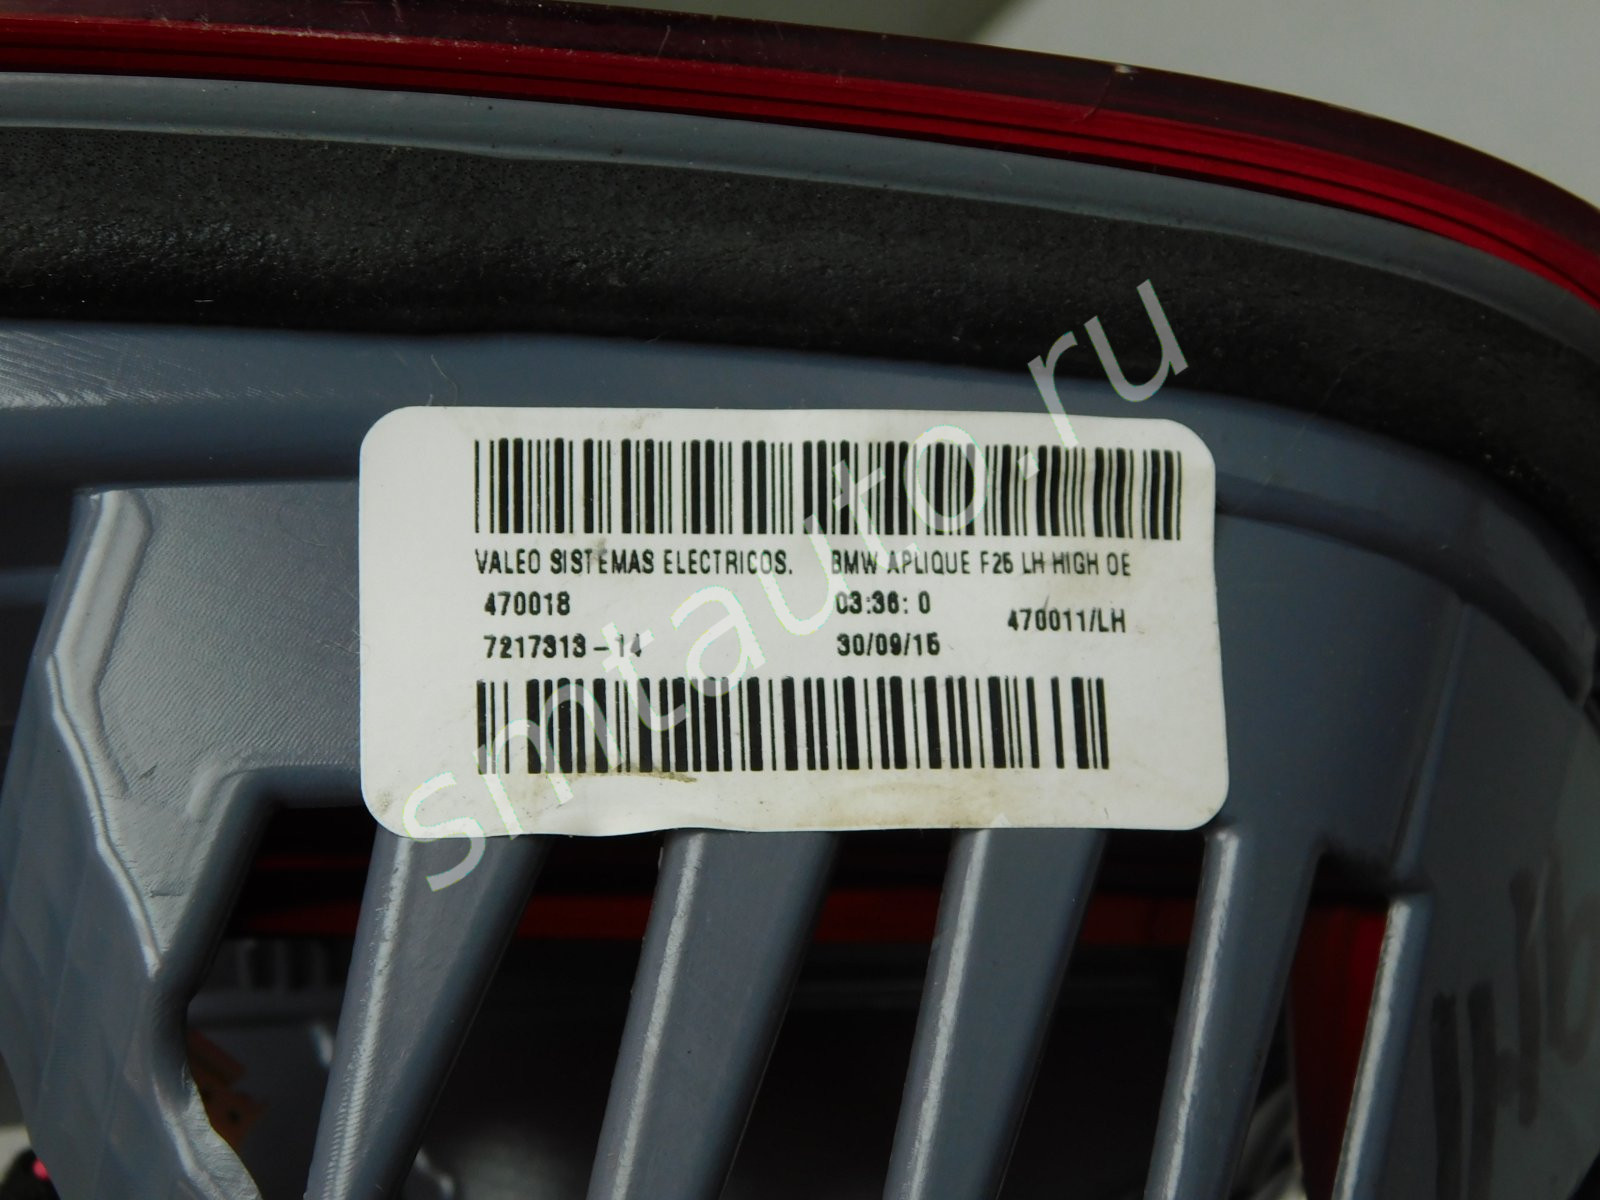 VALEO SISTEMAS ELECTRICOS. BMW APLIQUE F25 LH HIGH OE
470018 03:36: 0 470011/LH
7217313-14 30/09/15
smtauto.ru